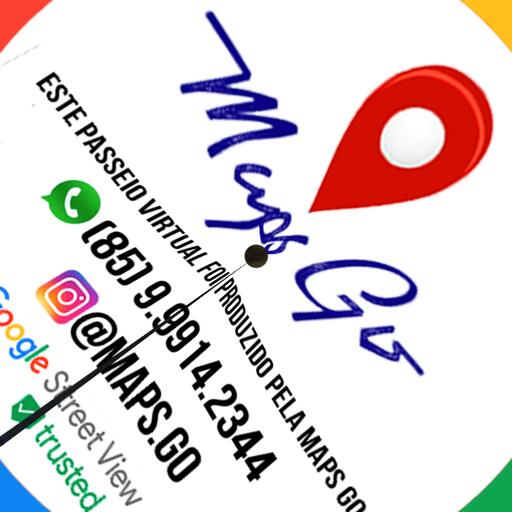 Maps Go
ESTE PASSEIO VIRTUAL FOI PRODUZIDO PELA MAPS GO
(85) 9.9914.2344
@MAPS.GO
Google Street View
trusted